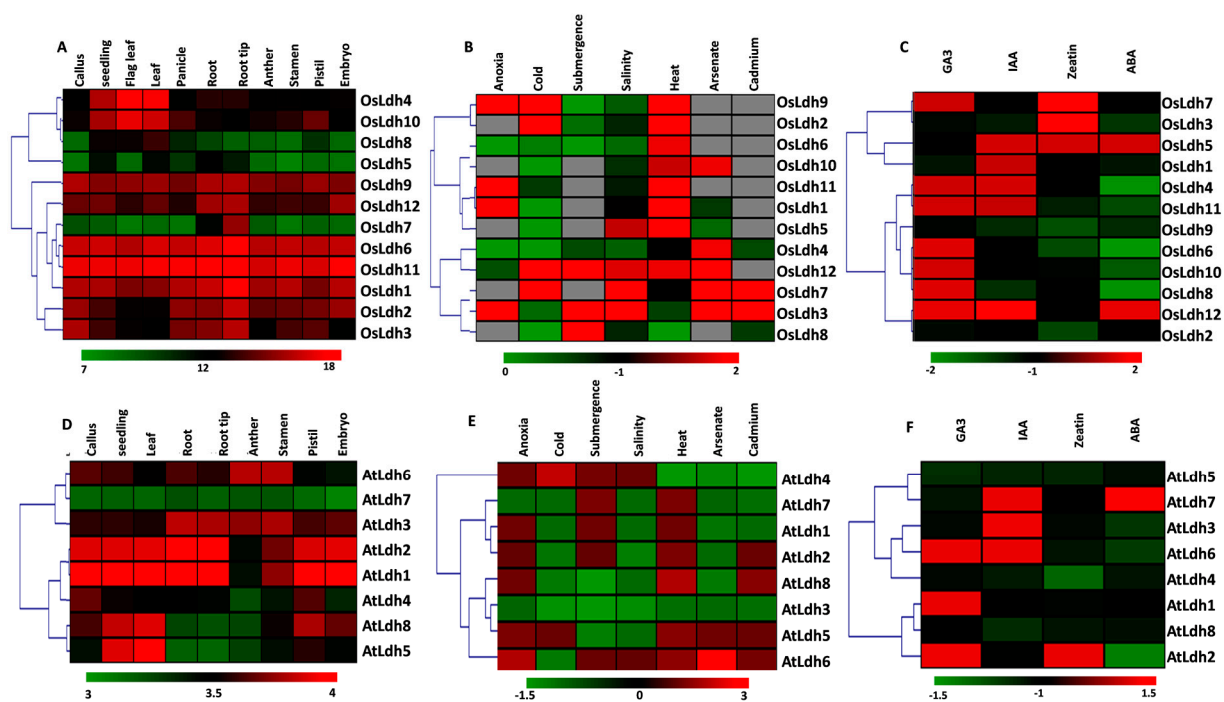 A
Callus
seedling
Flag leaf
Leaf
Panicle
Root
Root tip
Anther
Stamen
Pistil
Embryo
OsLdh4
OsLdh10
OsLdh8
OsLdh5
OsLdh9
OsLdh12
OsLdh7
OsLdh6
OsLdh11
OsLdh1
OsLdh2
OsLdh3
7 12 18
B
Anoxia
Cold
Submergence
Salinity
Heat
Arsenate
Cadmium
OsLdh9
OsLdh2
OsLdh6
OsLdh10
OsLdh11
OsLdh1
OsLdh5
OsLdh4
OsLdh12
OsLdh7
OsLdh3
OsLdh8
0 -1 2
C
GA3
IAA
Zeatin
ABA
OsLdh7
OsLdh3
OsLdh5
OsLdh1
OsLdh4
OsLdh11
OsLdh9
OsLdh6
OsLdh10
OsLdh8
OsLdh12
OsLdh2
-2 -1 2
D
Callus
seedling
Leaf
Root
Root tip
Anther
Stamen
Pistil
Embryo
AtLdh6
AtLdh7
AtLdh3
AtLdh2
AtLdh1
AtLdh4
AtLdh8
AtLdh5
3 3.5 4
E
Anoxia
Cold
Submergence
Salinity
Heat
Arsenate
Cadmium
AtLdh4
AtLdh7
AtLdh1
AtLdh2
AtLdh8
AtLdh3
AtLdh5
AtLdh6
-1.5 0 3
F
GA3
IAA
Zeatin
ABA
AtLdh5
AtLdh7
AtLdh3
AtLdh6
AtLdh4
AtLdh1
AtLdh8
AtLdh2
-1.5 -1 1.5